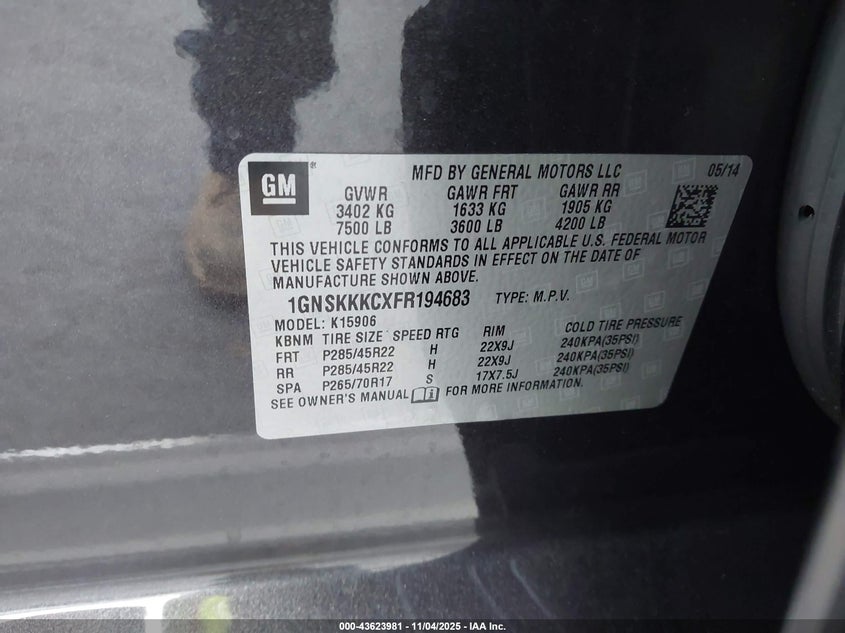 GM
MFD BY GENERAL MOTORS LLC 05/14
GVWR GAWR FRT GAWR RR
3402 KG 1633 KG 1905 KG
7500 LB 3600 LB 4200 LB
THIS VEHICLE CONFORMS TO ALL APPLICABLE U.S. FEDERAL MOTOR
VEHICLE SAFETY STANDARDS IN EFFECT ON THE DATE OF
MANUFACTURE SHOWN ABOVE.
1GNSKKKCXFR194683 TYPE: M.P.V.
MODEL: K15906
KBNM TIRE SIZE SPEED RTG RIM COLD TIRE PRESSURE
FRT P285/45R22 H 22X9J 240KPA(35PSI)
RR P285/45R22 H 22X9J 240KPA(35PSI)
SPA P265/70R17 S 17X7.5J 240KPA(35PSI)
SEE OWNER'S MANUAL i FOR MORE INFORMATION.
000-43623981 - 11/04/2025 - IAA Inc.